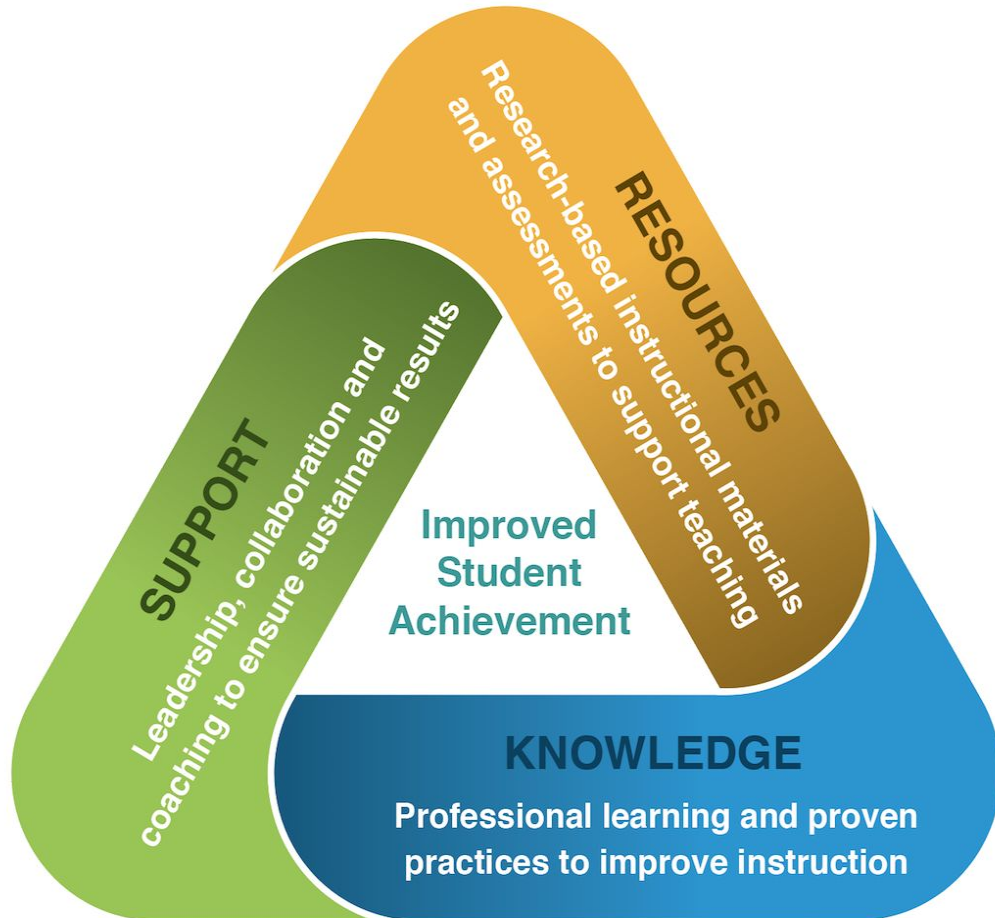 RESOURCES
Research-based instructional materials
and assessments to support teaching
SUPPORT
Leadership, collaboration and
coaching to ensure sustainable results
Improved
Student
Achievement
KNOWLEDGE
Professional learning and proven
practices to improve instruction